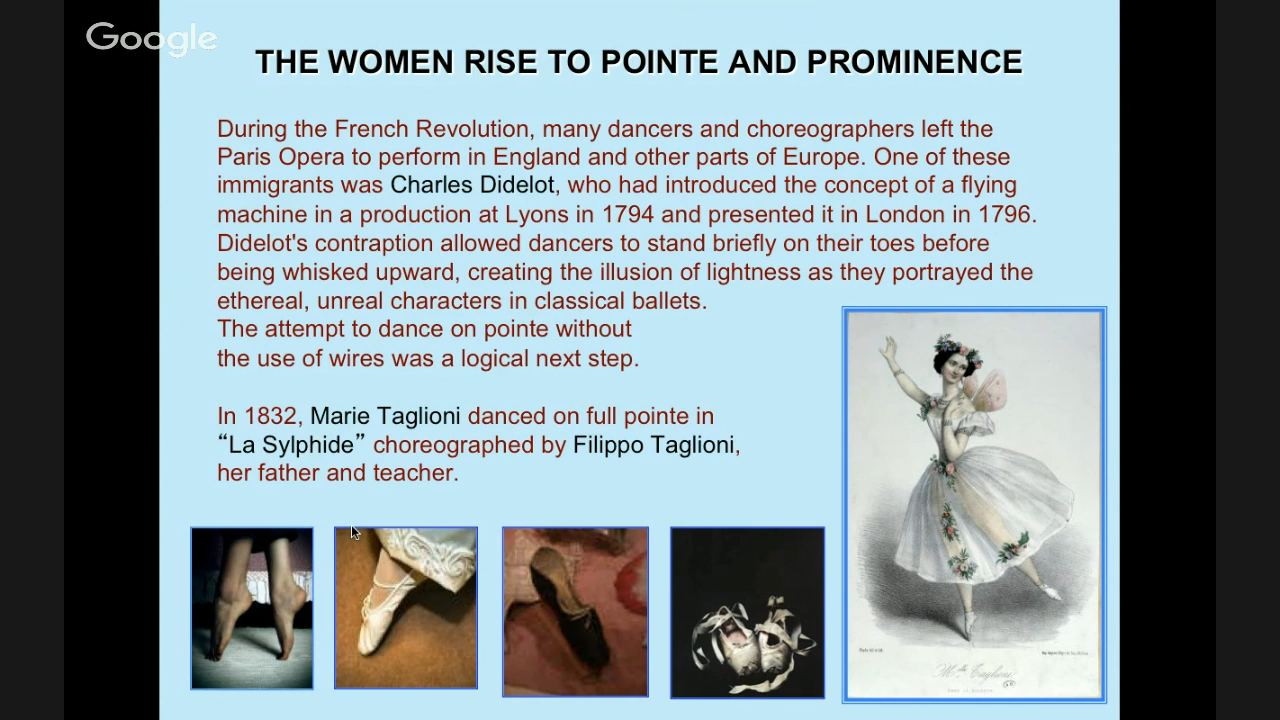 Google
THE WOMEN RISE TO POINTE AND PROMINENCE
During the French Revolution, many dancers and choreographers left the
Paris Opera to perform in England and other parts of Europe. One of these
immigrants was Charles Didelot, who had introduced the concept of a flying
machine in a production at Lyons in 1794 and presented it in London in 1796.
Didelot's contraption allowed dancers to stand briefly on their toes before
being whisked upward, creating the illusion of lightness as they portrayed the
ethereal, unreal characters in classical ballets.
The attempt to dance on pointe without
the use of wires was a logical next step.
In 1832, Marie Taglioni danced on full pointe in
“La Sylphide” choreographed by Filippo Taglioni,
her father and teacher.